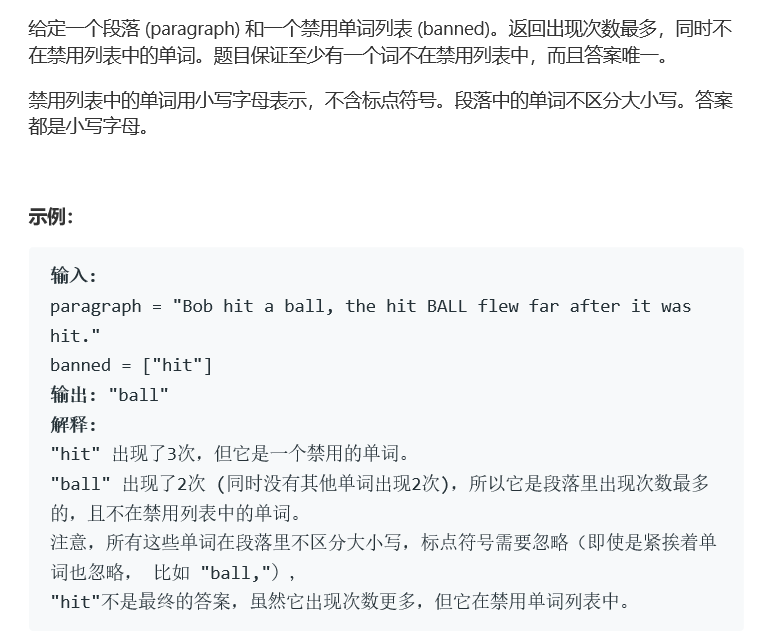 给定一个段落 (paragraph) 和一个禁用单词列表 (banned)。返回出现次数最多，同时不
在禁用列表中的单词。题目保证至少有一个词不在禁用列表中，而且答案唯一。
禁用列表中的单词用小写字母表示，不含标点符号。段落中的单词不区分大小写。答案
都是小写字母。
示例：
输入:
paragraph = "Bob hit a ball, the hit BALL flew far after it was
hit."
banned = ["hit"]
输出: "ball"
解释:
"hit" 出现了3次，但它是一个禁用的单词。
"ball" 出现了2次 (同时没有其他单词出现2次)，所以它是段落里出现次数最多
的，且不在禁用列表中的单词。
注意，所有这些单词在段落里不区分大小写，标点符号需要忽略（即使是紧挨着单
词也忽略， 比如 "ball,"），
"hit"不是最终的答案，虽然它出现次数更多，但它在禁用单词列表中。